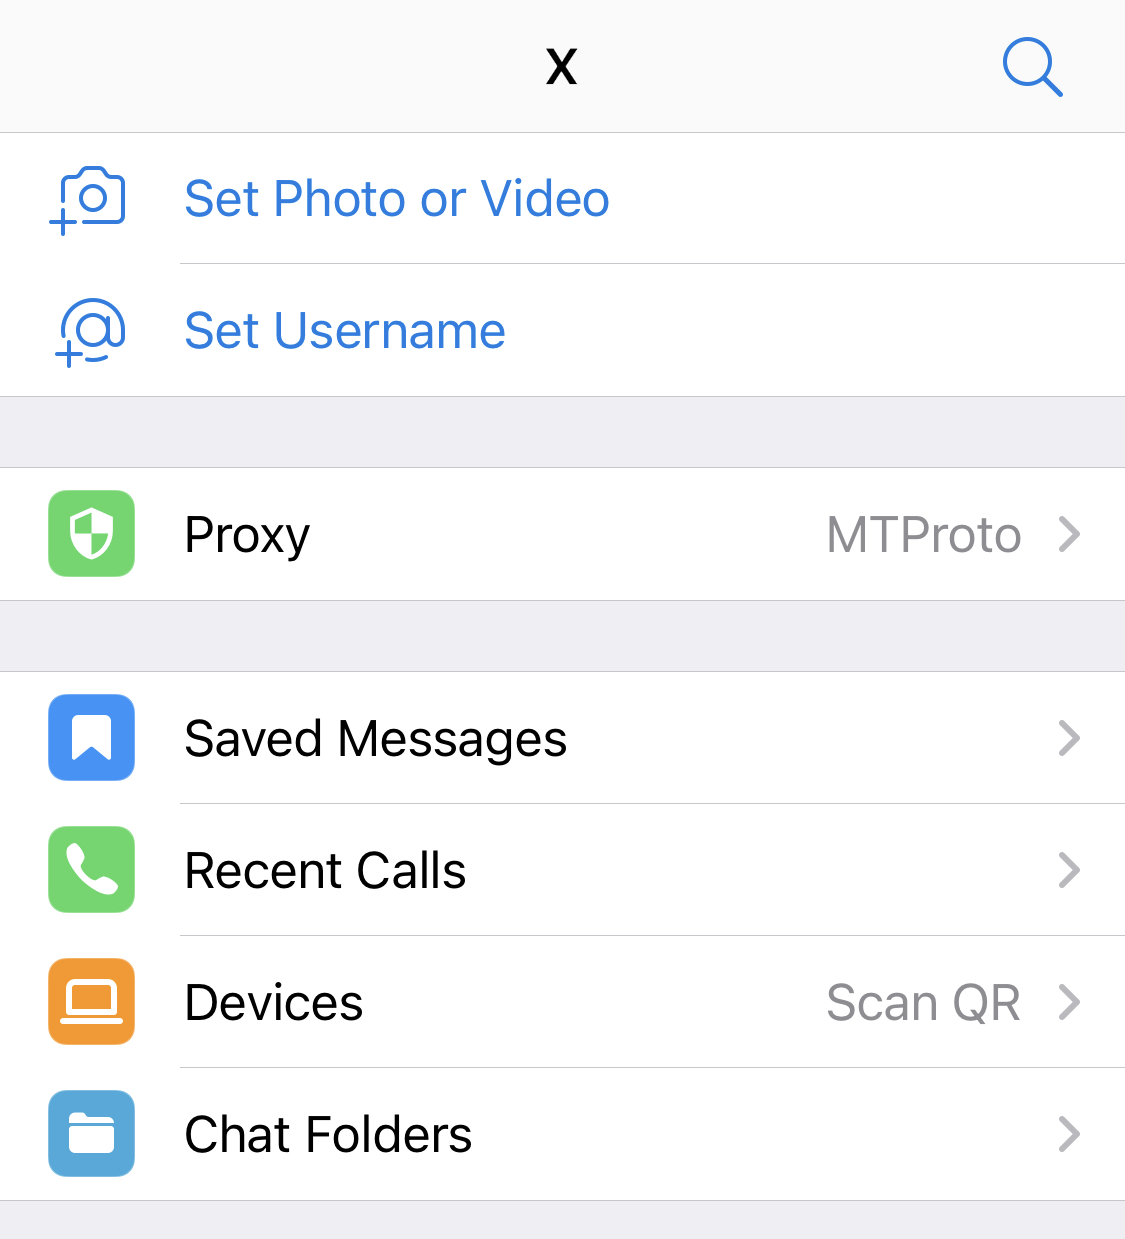 X
Set Photo or Video
Set Username
Proxy MTProto
Saved Messages
Recent Calls
Devices Scan QR
Chat Folders